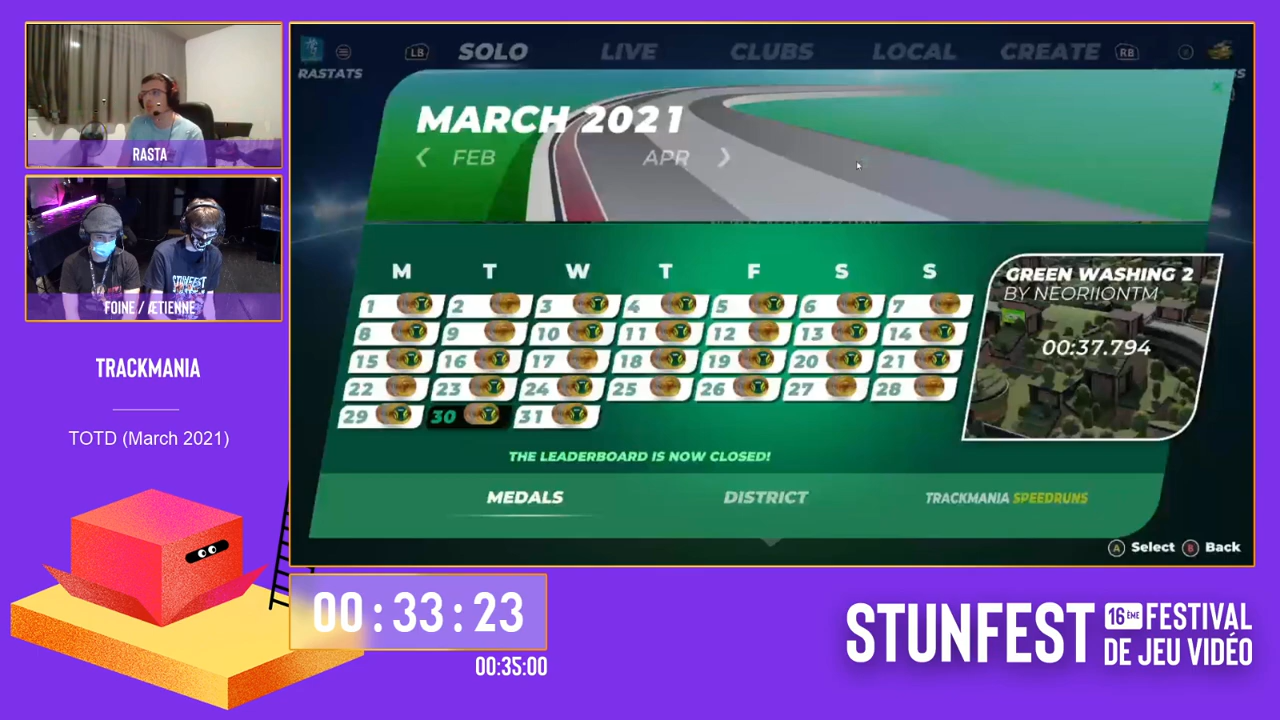 RASTA
STUNFEST
FOINE / ÆTIENNE
TRACKMANIA
TOTD (March 2021)
RASTATS
LB SOLO LIVE CLUBS LOCAL CREATE RB
MARCH 2021
FEB APR
M T W T F S S
1 2 3 4 5 6 7
8 9 10 11 12 13 14
15 16 17 18 19 20 21
22 23 24 25 26 27 28
29 30 31
GREEN WASHING 2
BY NEORIIONTM
00:37.794
THE LEADERBOARD IS NOW CLOSED!
MEDALS DISTRICT TRACKMANIA SPEEDRUNS
A Select B Back
00:33:23
00:35:00
STUNFEST 16ÈME FESTIVAL
DE JEU VIDÉO